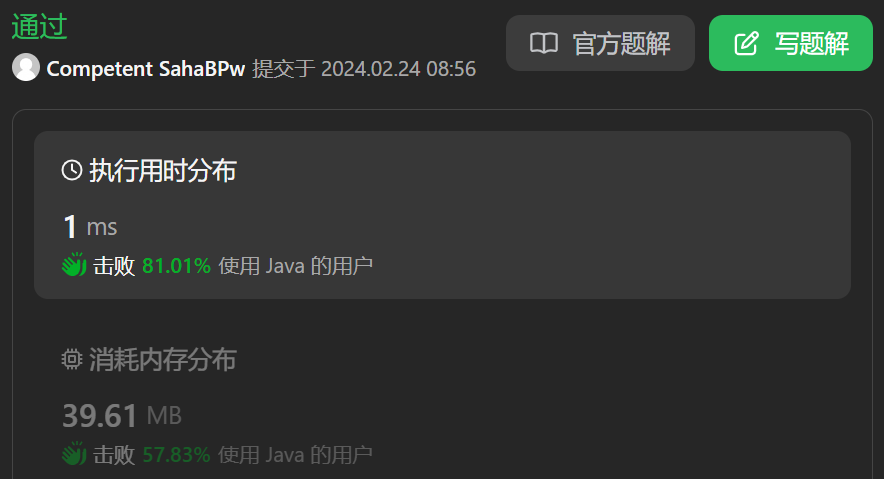 通过
官方题解
写题解
Competent SahaBPw 提交于 2024.02.24 08:56
执行用时分布
1 ms
击败 81.01% 使用 Java 的用户
消耗内存分布
39.61 MB
击败 57.83% 使用 Java 的用户